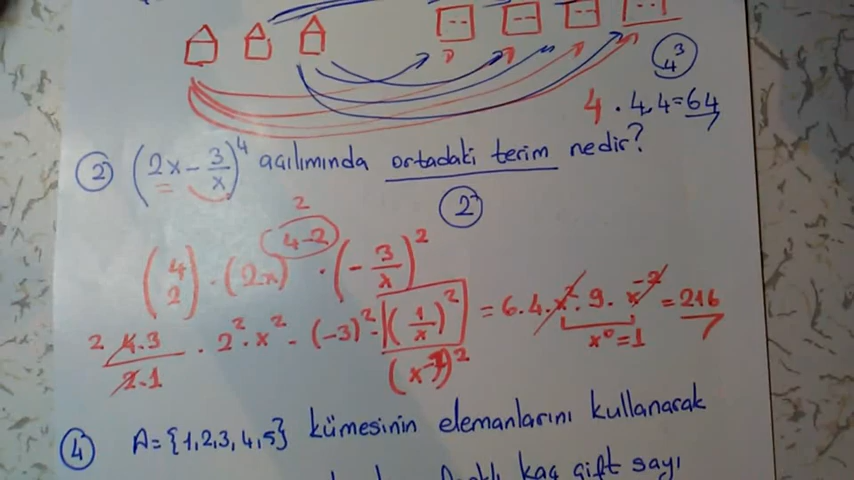 4³
4 · 4 . 4 = 64
② (2x - 3/x)⁴ açılımında ortadaki terim nedir?
2
(4 2) · (2x)⁴⁻² · (-3/x)²
2 4.3/2.1 · 2² · x² · (-3)² · (1/x)² = 6.4. x² . 9 . x⁻² = 216
(x⁻¹)² x⁰=1
④ A={1,2,3,4,5} kümesinin elemanlarını kullanarak
kaç çift sayı